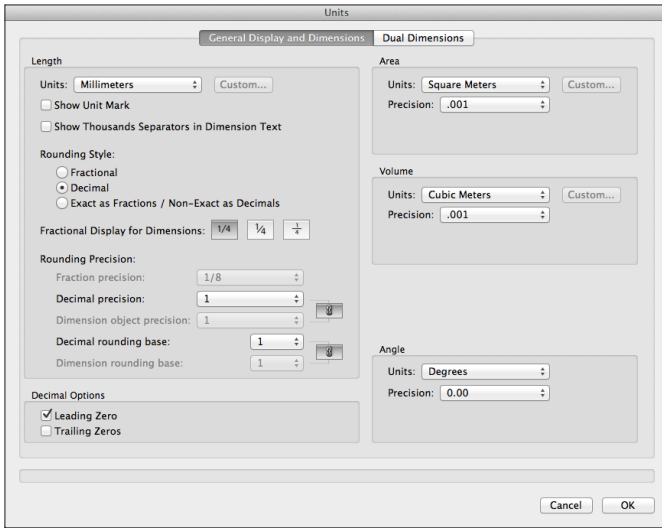 Units
General Display and Dimensions Dual Dimensions
Length
Units: Millimeters Custom...
Show Unit Mark
Show Thousands Separators in Dimension Text
Rounding Style:
Fractional
Decimal
Exact as Fractions / Non-Exact as Decimals
Fractional Display for Dimensions: 1/4 1/4 1/4
Rounding Precision:
Fraction precision: 1/8
Decimal precision: 1
Dimension object precision: 1
Decimal rounding base: 1
Dimension rounding base: 1
Decimal Options
Leading Zero
Trailing Zeros
Area
Units: Square Meters Custom...
Precision: .001
Volume
Units: Cubic Meters Custom...
Precision: .001
Angle
Units: Degrees
Precision: 0.00
Cancel OK